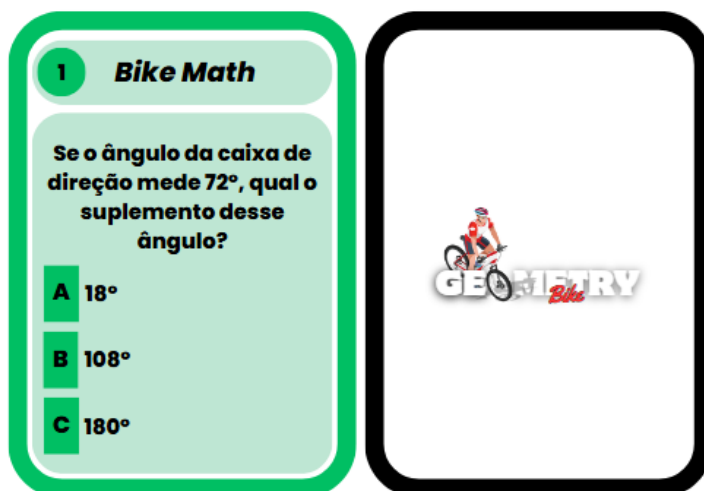 1
Bike Math
Se o ângulo da caixa de
direção mede 72º, qual o
suplemento desse
ângulo?
A 18º
B 108º
C 180º
GEOMETRY
Bike